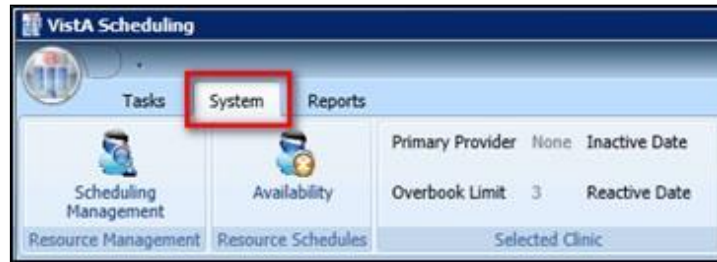 VistA Scheduling
Tasks System Reports
Primary Provider None Inactive Date
Scheduling Management
Availability
Overbook Limit 3 Reactive Date
Resource Management Resource Schedules Selected Clinic